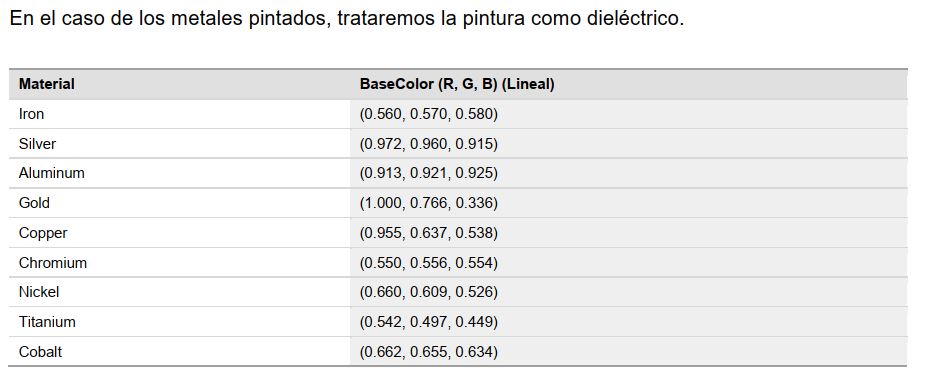 En el caso de los metales pintados, trataremos la pintura como dieléctrico.
Material BaseColor (R, G, B) (Lineal)
Iron (0.560, 0.570, 0.580)
Silver (0.972, 0.960, 0.915)
Aluminum (0.913, 0.921, 0.925)
Gold (1.000, 0.766, 0.336)
Copper (0.955, 0.637, 0.538)
Chromium (0.550, 0.556, 0.554)
Nickel (0.660, 0.609, 0.526)
Titanium (0.542, 0.497, 0.449)
Cobalt (0.662, 0.655, 0.634)